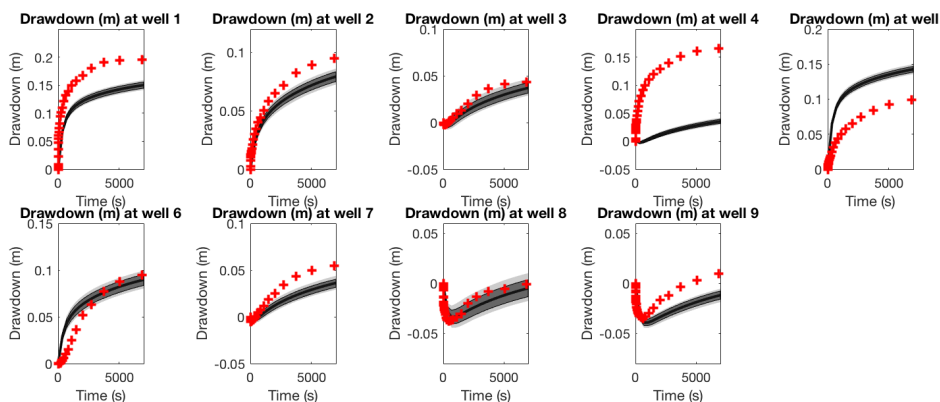 Drawdown (m) at well 1
Drawdown (m) at well 2
Drawdown (m) at well 3
Drawdown (m) at well 4
Drawdown (m) at well
Drawdown (m)
0.2
0.15
0.1
0.05
0
0
5000
Time (s)
Drawdown (m)
0.1
0.05
0
0
5000
Time (s)
Drawdown (m)
0.1
0.05
0
-0.05
0
5000
Time (s)
Drawdown (m)
0.2
0.15
0.1
0.05
0
-0.05
0
5000
Time (s)
Drawdown (m)
0.2
0.15
0.1
0.05
0
0
5000
Time (s)
Drawdown (m) at well 6
Drawdown (m) at well 7
Drawdown (m) at well 8
Drawdown (m) at well 9
Drawdown (m)
0.15
0.1
0.05
0
0
5000
Time (s)
Drawdown (m)
0.1
0.05
0
-0.05
0
5000
Time (s)
Drawdown (m)
0.05
0
-0.05
0
5000
Time (s)
Drawdown (m)
0.05
0
-0.05
0
5000
Time (s)